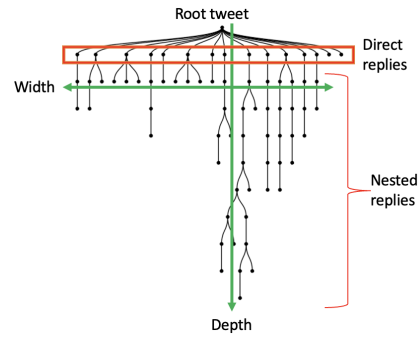 Root tweet
Direct
replies
Width
Nested
replies
Depth